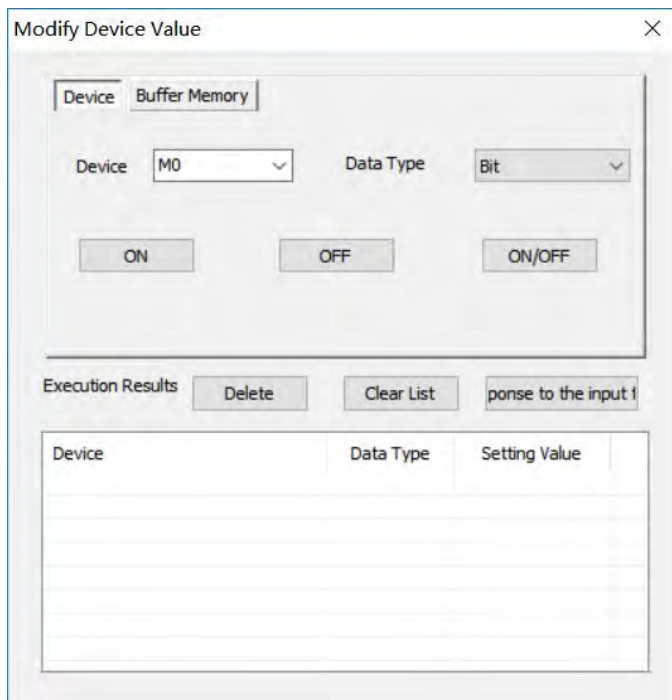 Modify Device Value
Device Buffer Memory
Device M0 Data Type Bit
ON OFF ON/OFF
Execution Results Delete Clear List ponse to the input
Device Data Type Setting Value